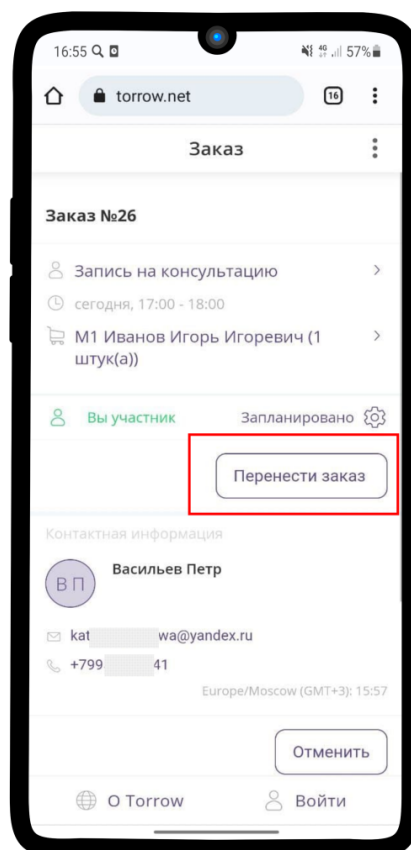 16:55
4G 57%
torrow.net 16
Заказ
Заказ №26
Запись на консультацию
сегодня, 17:00 - 18:00
М1 Иванов Игорь Игоревич (1
штук(а))
Вы участник Запланировано
Перенести заказ
Контактная информация
ВП
Васильев Петр
kat wa@yandex.ru
+799 41
Europe/Moscow (GMT+3): 15:57
Отменить
О Torrow Войти